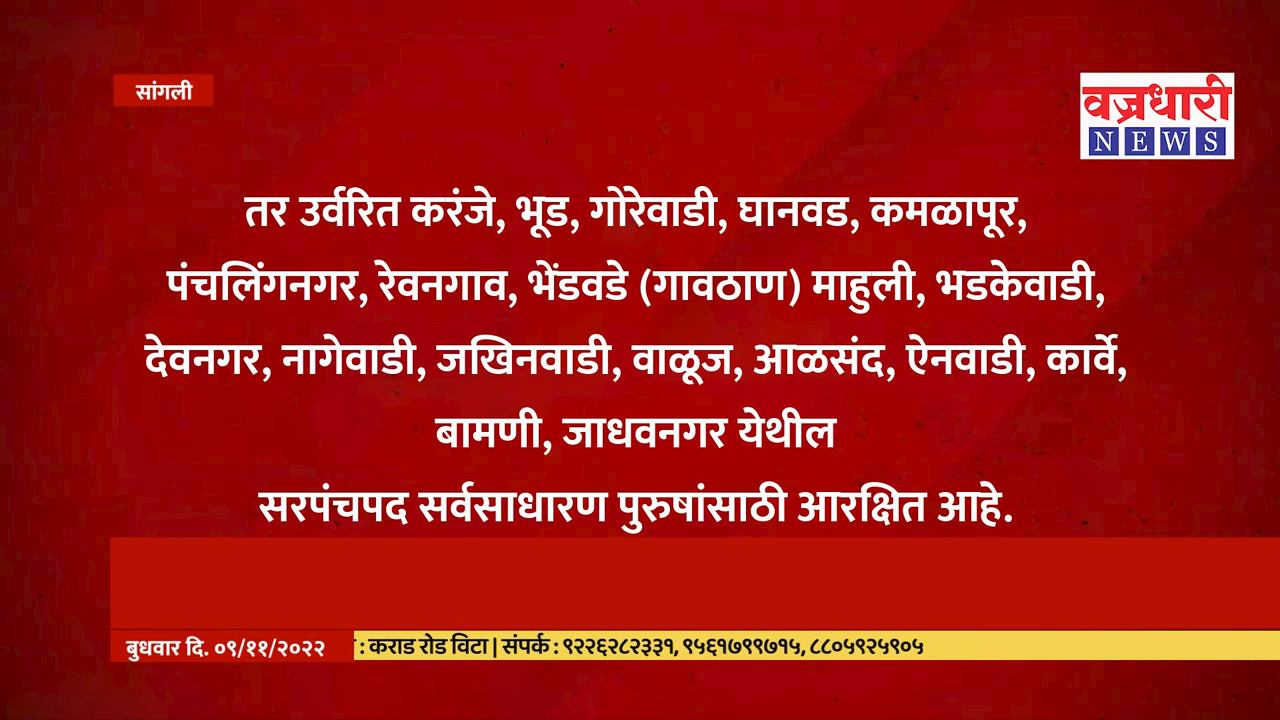 सांगली
वज्रधारी
NEWS
तर उर्वरित करंजे, भूड, गोरेवाडी, घानवड, कमळापूर,
पंचलिंगनगर, रेवनगाव, भेंडवडे (गावठाण) माहुली, भडकेवाडी,
देवनगर, नागेवाडी, जखिनवाडी, वाळूज, आळसंद, ऐनवाडी, कार्वे,
बामणी, जाधवनगर येथील
सरपंचपद सर्वसाधारण पुरुषांसाठी आरक्षित आहे.
बुधवार दि. ०९/११/२०२२
: कराड रोड विटा | संपर्क : ९२२६२८२३३१, ९५६१७९९७१५, ८८०५९२५९०५